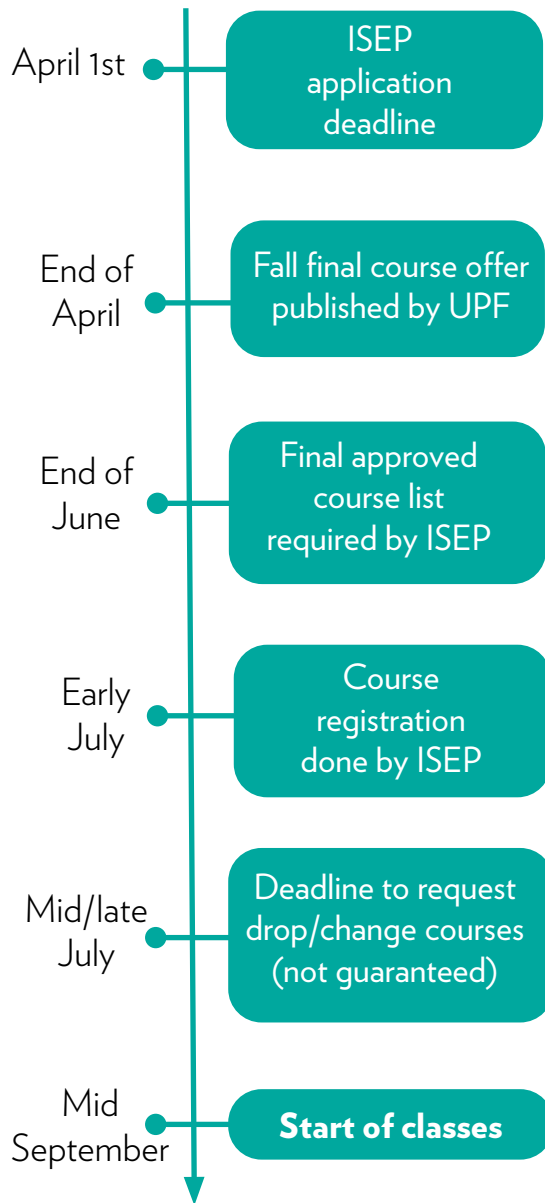 April 1st
ISEP
application
deadline
End of
April
Fall final course offer
published by UPF
End of
June
Final approved
course list
required by ISEP
Early
July
Course
registration
done by ISEP
Mid/late
July
Deadline to request
drop/change courses
(not guaranteed)
Mid
September
Start of classes